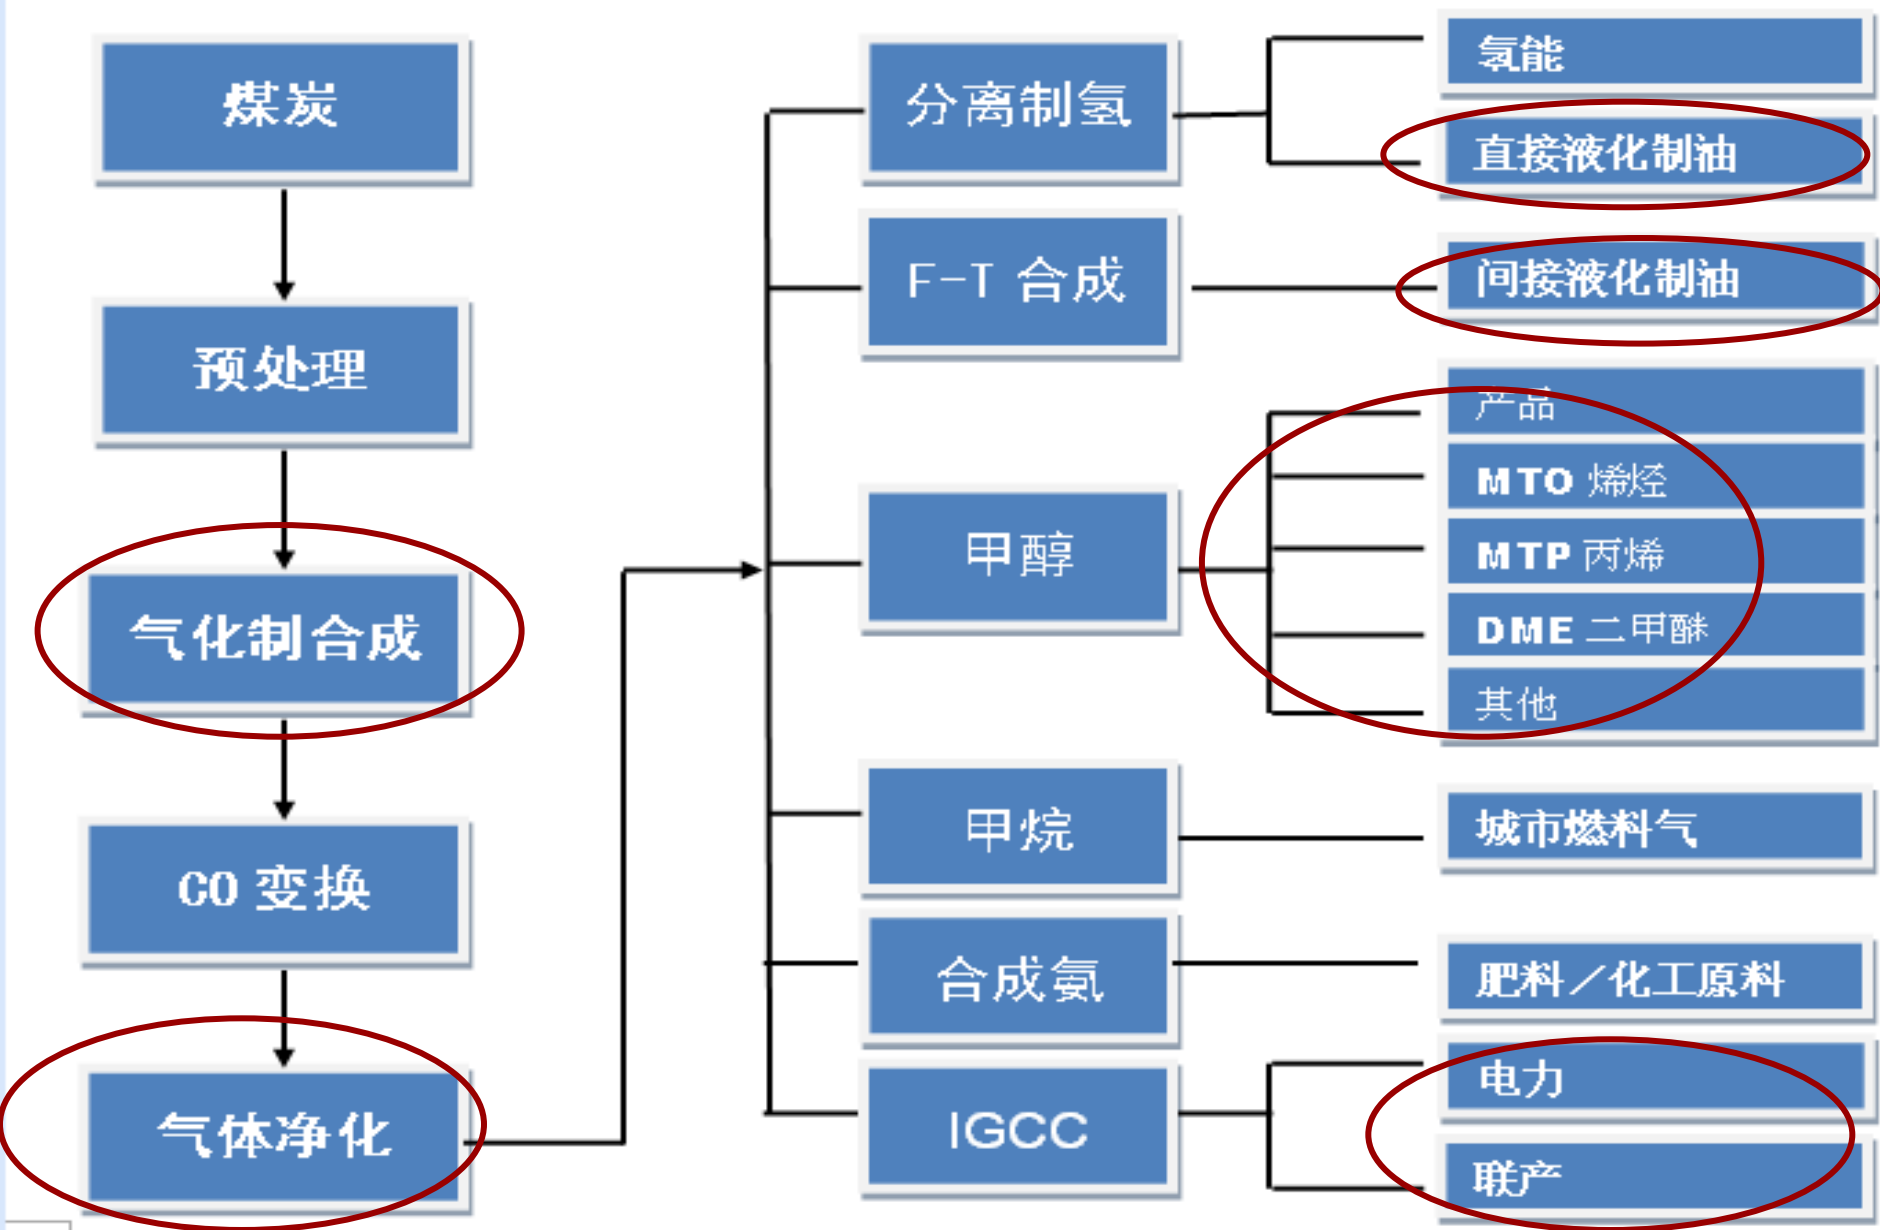 煤炭
预处理
气化制合成
CO 变换
气体净化
分离制氢
F-T 合成
甲醇
甲烷
合成氨
IGCC
氢能
直接液化制油
间接液化制油
产品
MTO 烯烃
MTP 丙烯
DME 二甲醚
其他
城市燃料气
肥料／化工原料
电力
联产